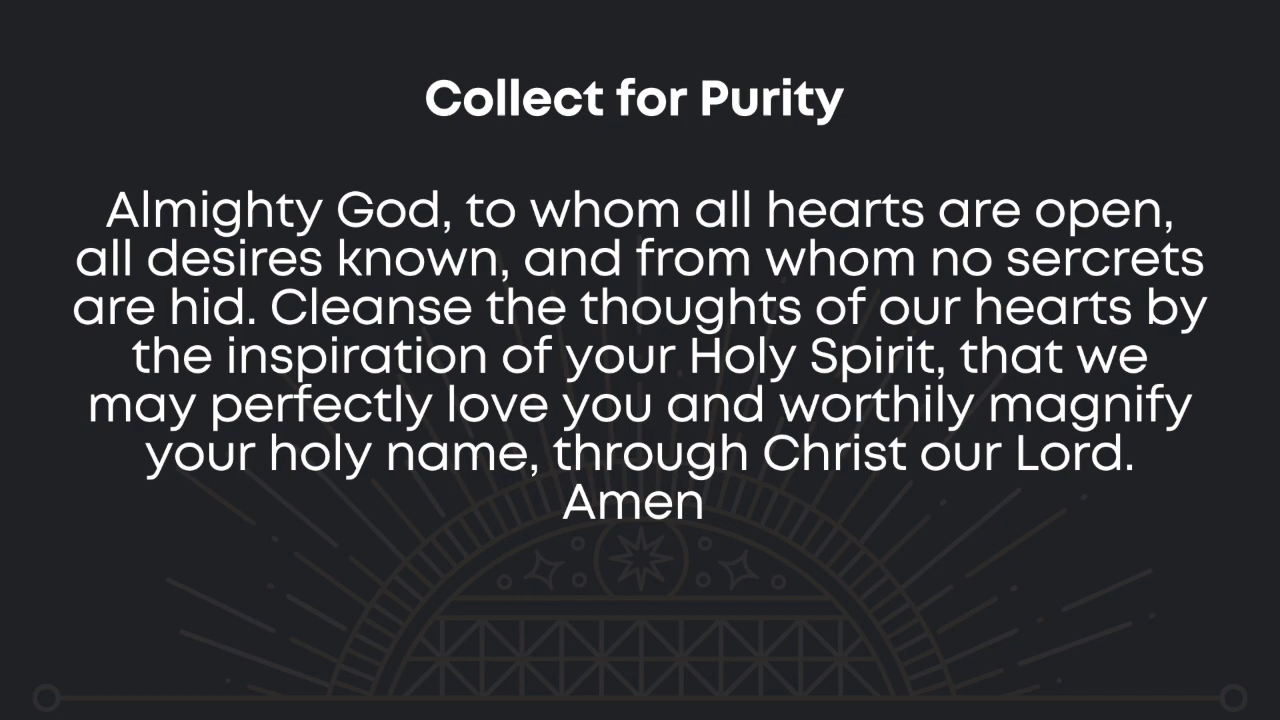 Collect for Purity
Almighty God, to whom all hearts are open,
all desires known, and from whom no sercrets
are hid. Cleanse the thoughts of our hearts by
the inspiration of your Holy Spirit, that we
may perfectly love you and worthily magnify
your holy name, through Christ our Lord.
Amen